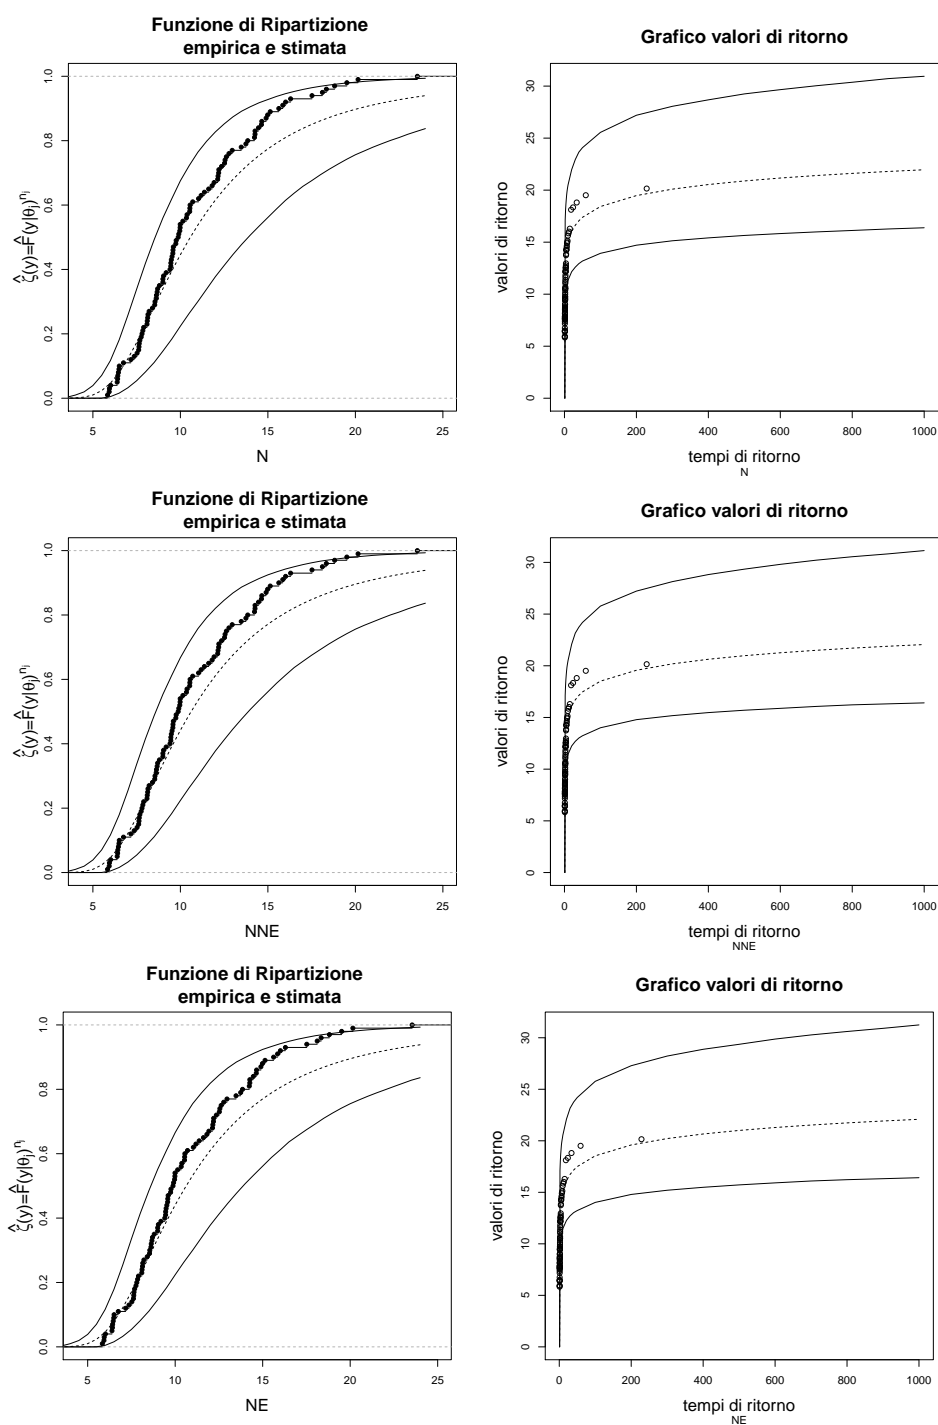 Funzione di Ripartizione
empirica e stimata
ζ̂(y)=F̂(y|θj)^nj
0.0 0.2 0.4 0.6 0.8 1.0
5 10 15 20 25
N
Grafico valori di ritorno
valori di ritorno
0 5 10 15 20 25 30
0 200 400 600 800 1000
tempi di ritorno
N
Funzione di Ripartizione
empirica e stimata
ζ̂(y)=F̂(y|θj)^nj
0.0 0.2 0.4 0.6 0.8 1.0
5 10 15 20 25
NNE
Grafico valori di ritorno
valori di ritorno
0 5 10 15 20 25 30
0 200 400 600 800 1000
tempi di ritorno
NNE
Funzione di Ripartizione
empirica e stimata
ζ̂(y)=F̂(y|θj)^nj
0.0 0.2 0.4 0.6 0.8 1.0
5 10 15 20 25
NE
Grafico valori di ritorno
valori di ritorno
0 5 10 15 20 25 30
0 200 400 600 800 1000
tempi di ritorno
NE